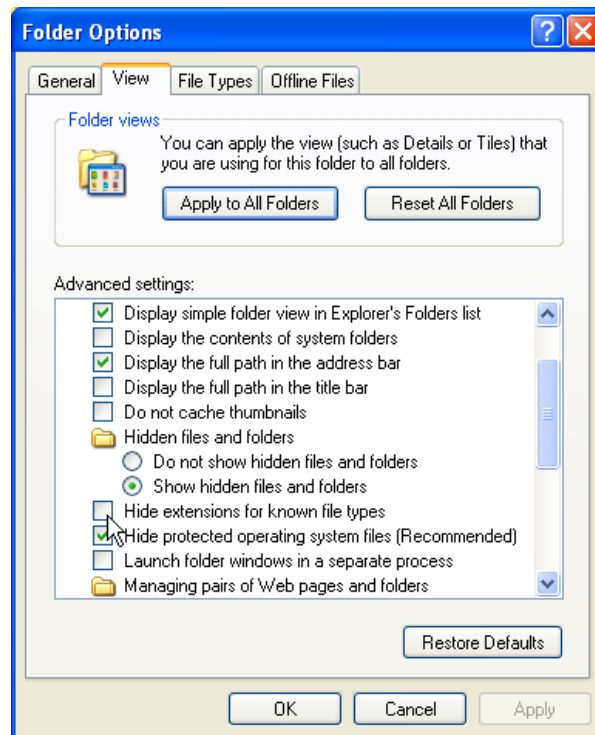 Folder Options
General View File Types Offline Files
Folder views
You can apply the view (such as Details or Tiles) that
you are using for this folder to all folders.
Apply to All Folders Reset All Folders
Advanced settings:
Display simple folder view in Explorer's Folders list
Display the contents of system folders
Display the full path in the address bar
Display the full path in the title bar
Do not cache thumbnails
Hidden files and folders
Do not show hidden files and folders
Show hidden files and folders
Hide extensions for known file types
Hide protected operating system files (Recommended)
Launch folder windows in a separate process
Managing pairs of Web pages and folders
Restore Defaults
OK Cancel Apply